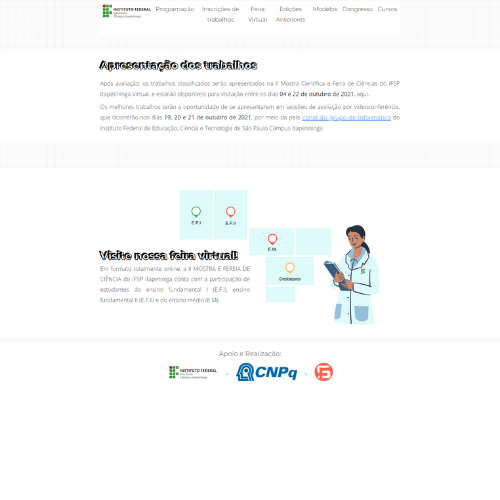 INSTITUTO FEDERAL
São Paulo
Câmpus Itapetininga
Programação
Inscrições de
trabalhos
Feira
Virtual
Edições
Anteriores
Modelos
Congresso
Cursos
Apresentação dos trabalhos
Após avaliação, os trabalhos classificados serão apresentados na II Mostra Científica e Feira de Ciências do IFSP
Itapetininga Virtual e estarão disponíveis para visitação entre os dias 04 e 22 de outubro de 2021, aqui.
Os melhores trabalhos terão a oportunidade de se apresentarem em sessões de avaliação por videoconferência,
que ocorrerão nos dias 19, 20 e 21 de outubro de 2021, por meio da pelo canal do grupo de Informática do
Instituto Federal de Educação, Ciência e Tecnologia de São Paulo Câmpus Itapetininga
E.F.I
E.F.II
E.M.
Destaques
Visite nossa feira virtual!
Em formato totalmente online, a II MOSTRA E FEREIA DE
CIÊNCIA do IFSP Itapetininga conta com a participação de
estudantes do ensino fundamental I (E.F.I), ensino
fundamental II (E.F.II) e do ensino médio (E.M).
Apoio e Realização:
INSTITUTO FEDERAL
São Paulo
Câmpus Itapetininga
CNPq